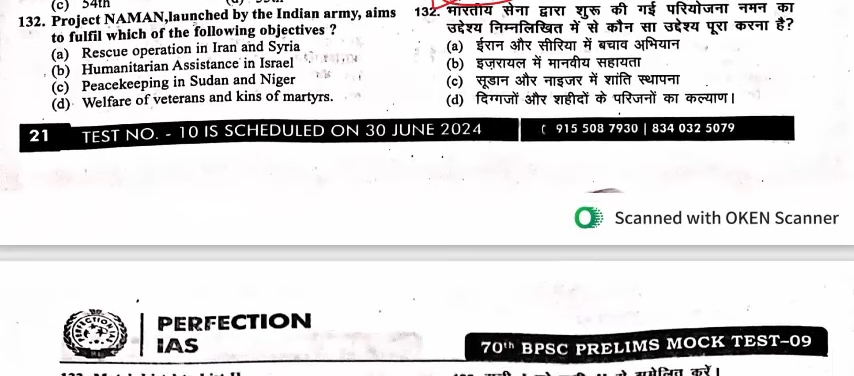 (c) 54th
132. Project NAMAN,launched by the Indian army, aims
to fulfil which of the following objectives ?
(a) Rescue operation in Iran and Syria
(b) Humanitarian Assistance in Israel
(c) Peacekeeping in Sudan and Niger
(d) Welfare of veterans and kins of martyrs.
132. भारतीय सेना द्वारा शुरू की गई परियोजना नमन का
उद्देश्य निम्नलिखित में से कौन सा उद्देश्य पूरा करना है?
(a) ईरान और सीरिया में बचाव अभियान
(b) इज़रायल में मानवीय सहायता
(c) सूडान और नाइजर में शांति स्थापना
(d) दिग्गजों और शहीदों के परिजनों का कल्याण।
21 TEST NO. - 10 IS SCHEDULED ON 30 JUNE 2024 915 508 7930 | 834 032 5079
Scanned with OKEN Scanner
PERFECTION
IAS
70th BPSC PRELIMS MOCK TEST-09